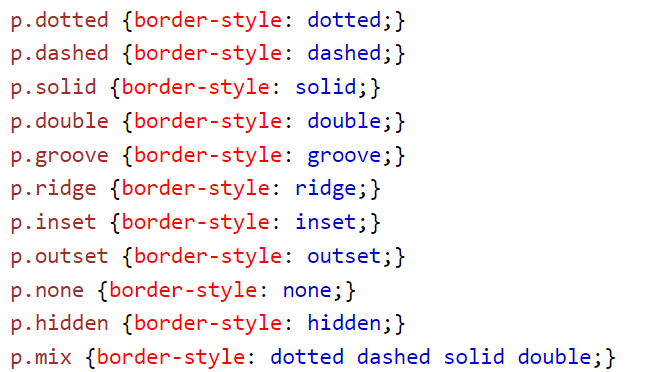 p.dotted {border-style: dotted;}
p.dashed {border-style: dashed;}
p.solid {border-style: solid;}
p.double {border-style: double;}
p.groove {border-style: groove;}
p.ridge {border-style: ridge;}
p.inset {border-style: inset;}
p.outset {border-style: outset;}
p.none {border-style: none;}
p.hidden {border-style: hidden;}
p.mix {border-style: dotted dashed solid double;}